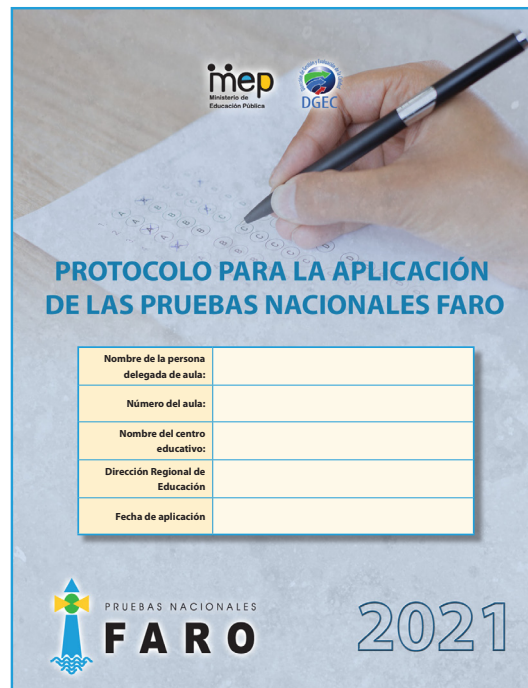 mep
Ministerio de
Educación Pública
DGEC
PROTOCOLO PARA LA APLICACIÓN
DE LAS PRUEBAS NACIONALES FARO
Nombre de la persona
delegada de aula:
Número del aula:
Nombre del centro
educativo:
Dirección Regional de
Educación
Fecha de aplicación
PRUEBAS NACIONALES
FARO
2021